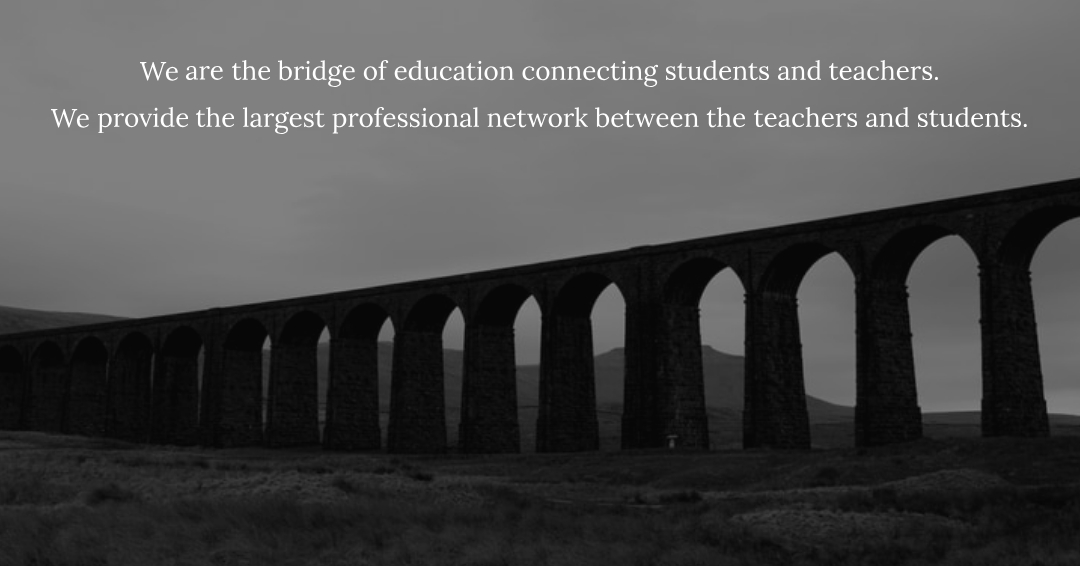 We are the bridge of education connecting students and teachers.
We provide the largest professional network between the teachers and students.